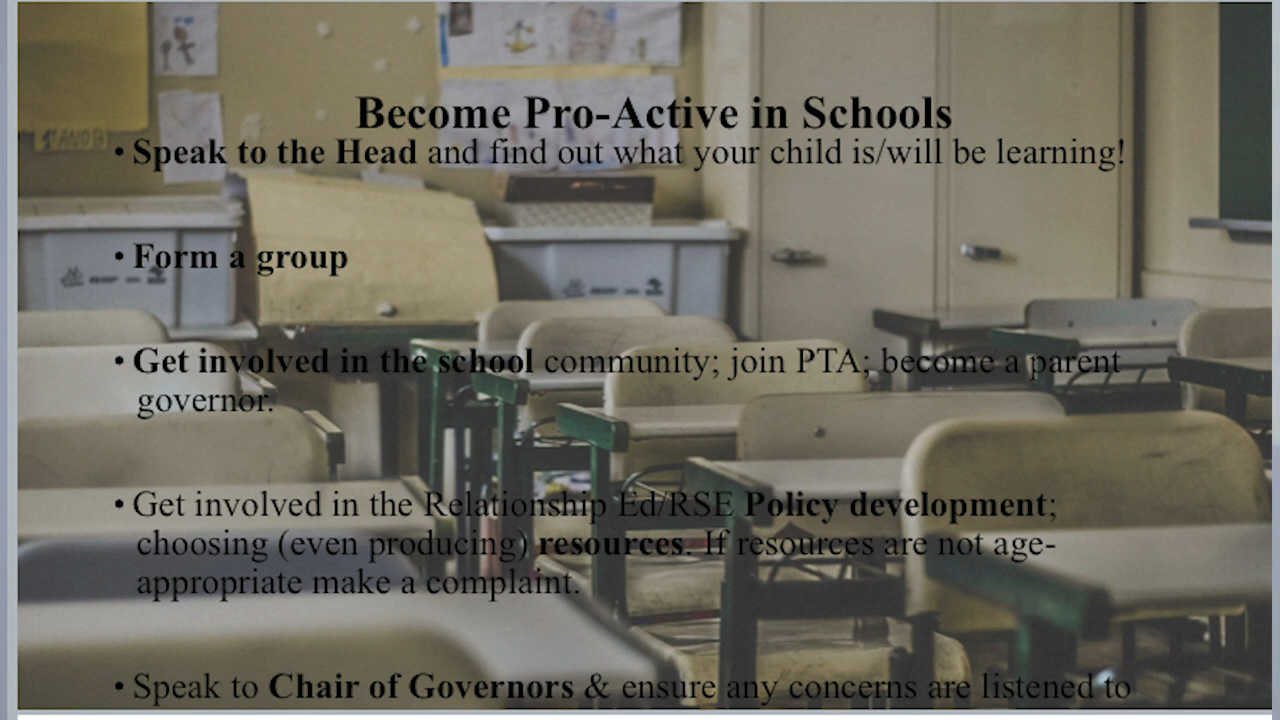 Become Pro-Active in Schools
• Speak to the Head and find out what your child is/will be learning!
• Form a group
• Get involved in the school community; join PTA; become a parent
governor.
• Get involved in the Relationship Ed/RSE Policy development;
choosing (even producing) resources. If resources are not age-
appropriate make a complaint.
• Speak to Chair of Governors & ensure any concerns are listened to